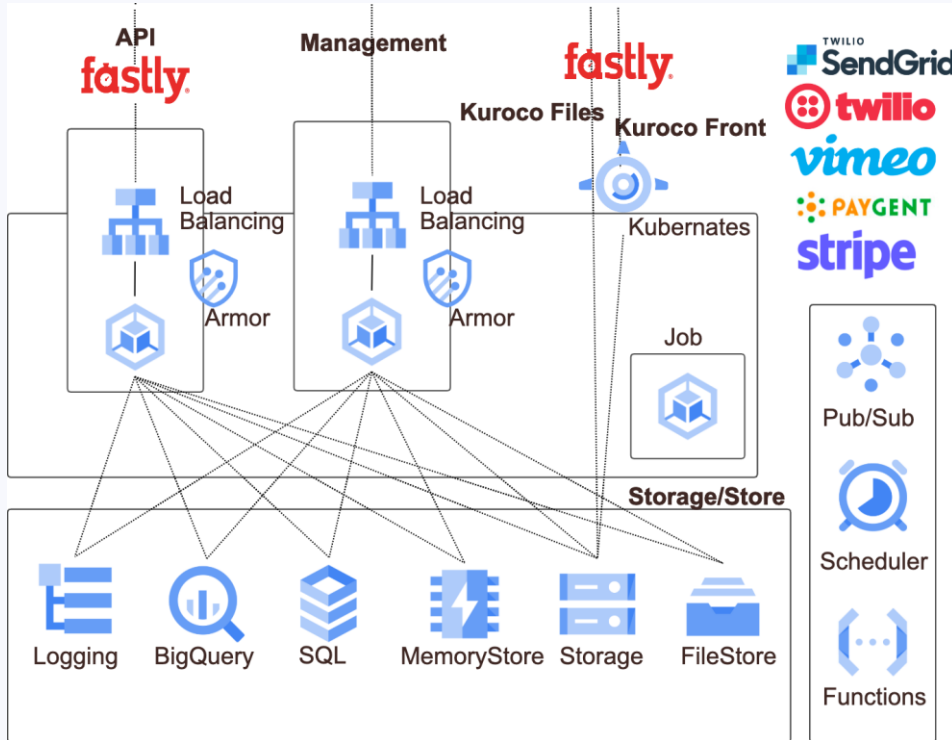 API
fastly
Management
fastly
Kuroco Files
Kuroco Front
TWILIO
SendGrid
twilio
vimeo
PAYGENT
stripe
Load
Balancing
Armor
Load
Balancing
Armor
Kubernates
Job
Storage/Store
Logging
BigQuery
SQL
MemoryStore
Storage
FileStore
Pub/Sub
Scheduler
Functions